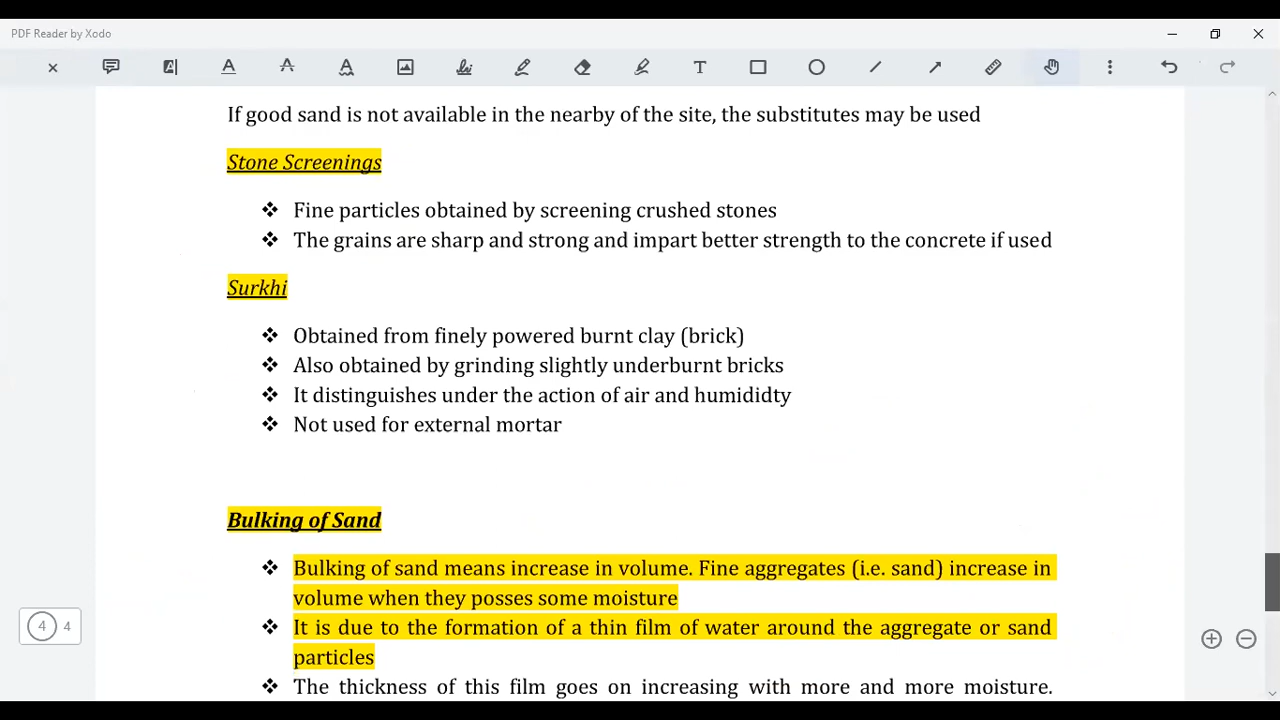 PDF Reader by Xodo
If good sand is not available in the nearby of the site, the substitutes may be used
Stone Screenings
❖ Fine particles obtained by screening crushed stones
❖ The grains are sharp and strong and impart better strength to the concrete if used
Surkhi
❖ Obtained from finely powered burnt clay (brick)
❖ Also obtained by grinding slightly underburnt bricks
❖ It distinguishes under the action of air and humididty
❖ Not used for external mortar
Bulking of Sand
❖ Bulking of sand means increase in volume. Fine aggregates (i.e. sand) increase in
volume when they posses some moisture
❖ It is due to the formation of a thin film of water around the aggregate or sand
particles
❖ The thickness of this film goes on increasing with more and more moisture.
4 4